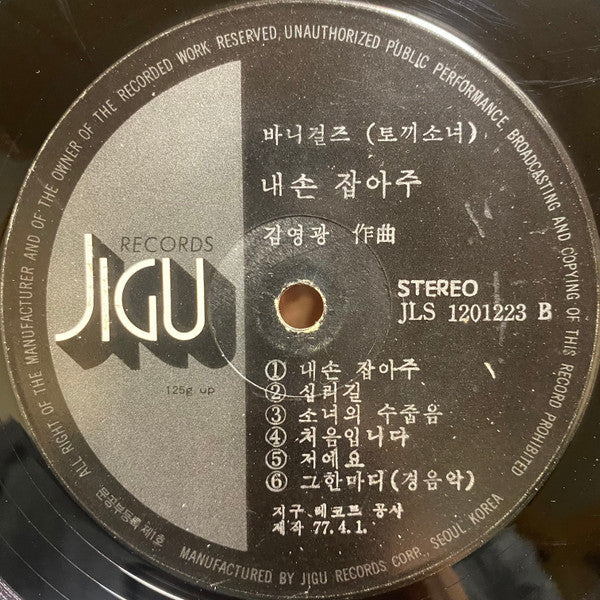 ALL RIGHT OF THE MANUFACTURER AND OF THE OWNER OF THE RECORDED WORK RESERVED, UNAUTHORIZED PUBLIC PERFORMANCE, BROADCASTING AND COPYING OF THIS RECORD PROHIBITED
바니걸즈 (토끼소녀)
내손 잡아주
김영광 作曲
RECORDS
JIGU
STEREO
JLS 1201223 B
125g up
① 내손 잡아주
② 십리길
③ 소녀의 수줍음
④ 처음입니다
⑤ 저예요
⑥ 그한마디(경음악)
지구 레코트 공사
제작 77.4.1.
MANUFACTURED BY JIGU RECORDS CORP., SEOUL KOREA